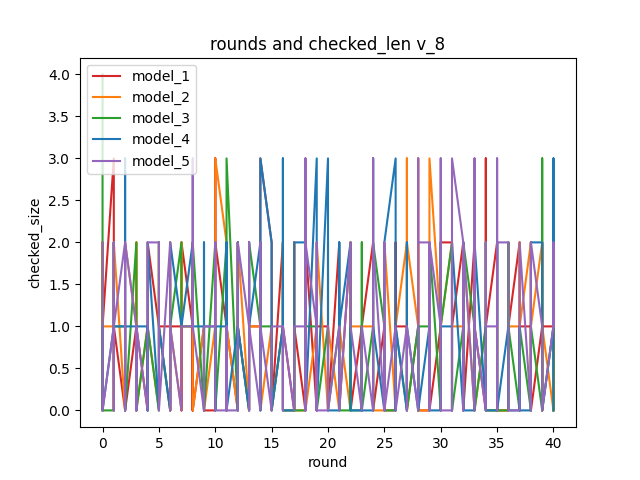 rounds and checked_len v_8
model_1
model_2
model_3
model_4
model_5
checked_size
4.0
3.5
3.0
2.5
2.0
1.5
1.0
0.5
0.0
0 5 10 15 20 25 30 35 40
round